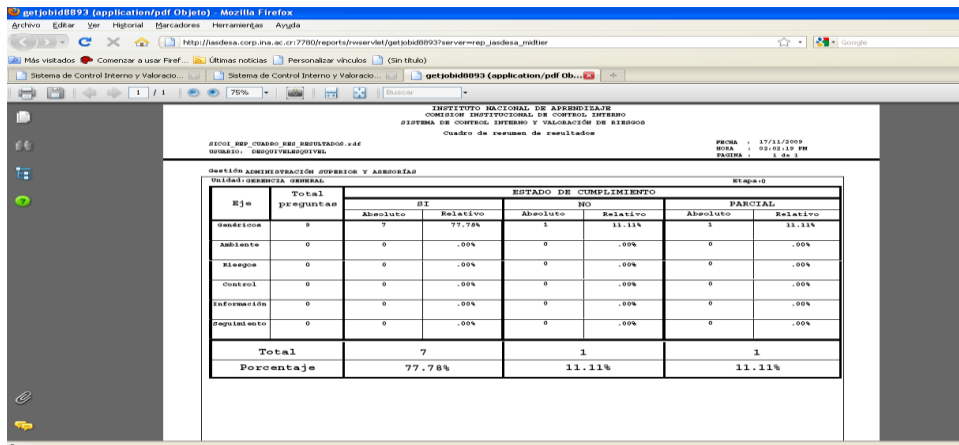 getjobid8893 (application/pdf Objeto) - Mozilla Firefox
Archivo Editar Ver Historial Marcadores Herramientas Ayuda
http://iasdesa.corp.ina.ac.cr:7780/reports/rwservlet/getjobid8893?server=rep_iasdesa_midtier
Google
Más visitados Comenzar a usar Firef... Últimas noticias Personalizar vínculos (Sin título)
Sistema de Control Interno y Valoracio... Sistema de Control Interno y Valoracio... getjobid8893 (application/pdf Ob...
1 / 1 75% Buscar
INSTITUTO NACIONAL DE APRENDIZAJE
COMISION INSTITUCIONAL DE CONTROL INTERNO
SISTEMA DE CONTROL INTERNO Y VALORACIÓN DE RIESGOS
Cuadro de resumen de resultados
SICOI_REP_CUADRO_RES_RESULTADOS.rdf FECHA : 17/11/2009
USUARIO: DESQUIVELESQUIVEL HORA : 02:02:19 PM
PAGINA : 1 de 1
Gestión ADMINISTRACIÓN SUPERIOR Y ASESORÍAS
Unidad: GERENCIA GENERAL Etapa: 0
Eje Total preguntas ESTADO DE CUMPLIMIENTO
SI NO PARCIAL
Absoluto Relativo Absoluto Relativo Absoluto Relativo
Genéricos 9 7 77.78% 1 11.11% 1 11.11%
Ambiente 0 0 .00% 0 .00% 0 .00%
Riesgos 0 0 .00% 0 .00% 0 .00%
Control 0 0 .00% 0 .00% 0 .00%
Información 0 0 .00% 0 .00% 0 .00%
Seguimiento 0 0 .00% 0 .00% 0 .00%
Total 7 1 1
Porcentaje 77.78% 11.11% 11.11%